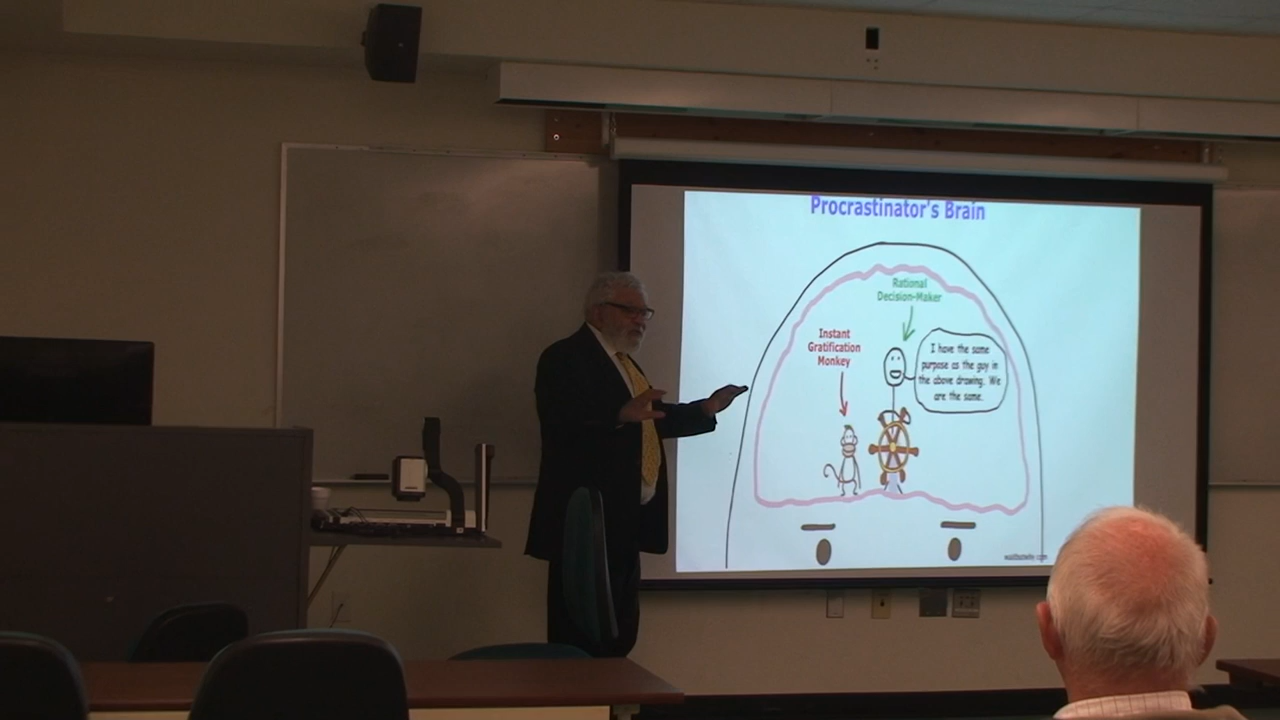 Procrastinator's Brain
Rational
Decision-Maker
Instant
Gratification
Monkey
I have the same
purpose as the guy in
the above drawing. We
are the same.